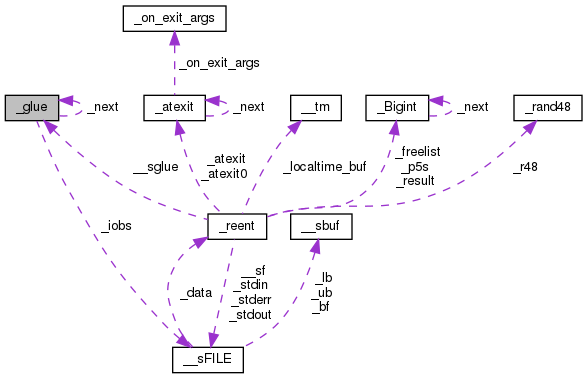 _on_exit_args
_on_exit_args
_glue
_next
_atexit
_next
__tm
_Bigint
_next
_rand48
__sglue
_atexit
_atexit0
_localtime_buf
_freelist
_p5s
_result
_r48
_iobs
_reent
__sbuf
_data
__sf
_stdin
_stderr
_stdout
_lb
_ub
_bf
__sFILE